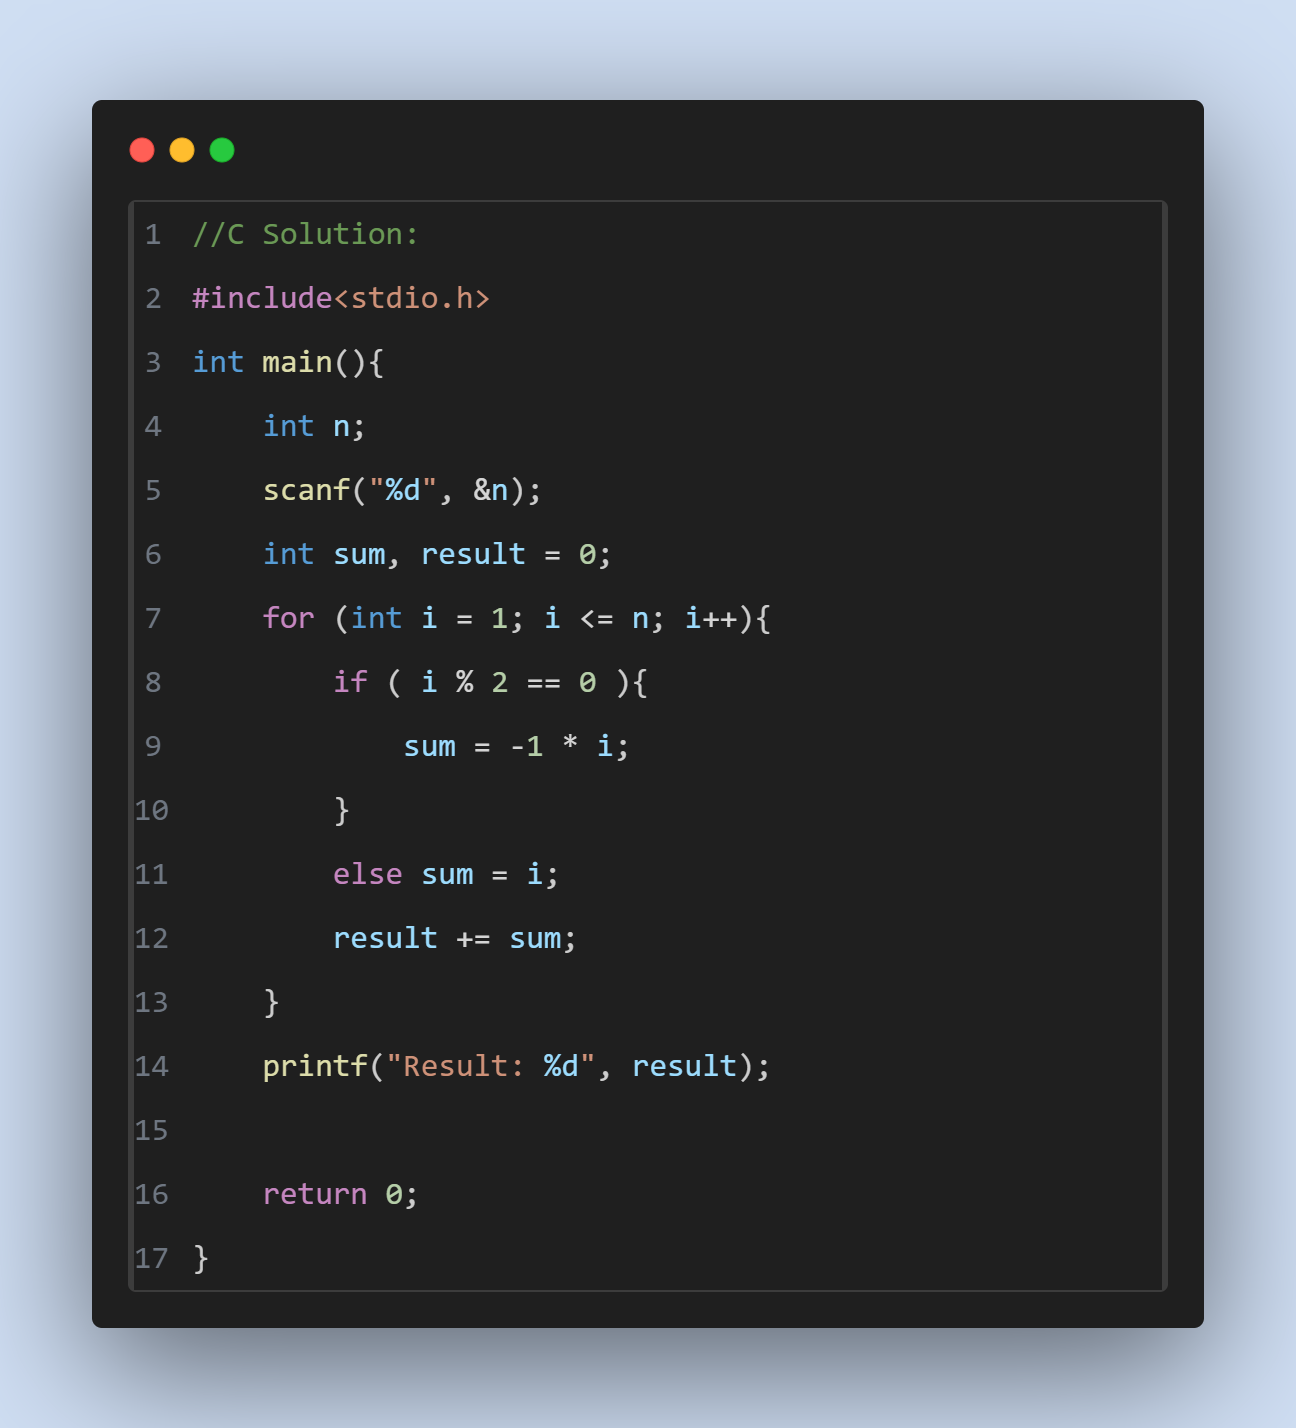 1 //C Solution:
2 #include<stdio.h>
3 int main(){
4     int n;
5     scanf("%d", &n);
6     int sum, result = 0;
7     for (int i = 1; i <= n; i++){
8         if ( i % 2 == 0 ){
9             sum = -1 * i;
10         }
11         else sum = i;
12         result += sum;
13     }
14     printf("Result: %d", result);
15
16     return 0;
17 }